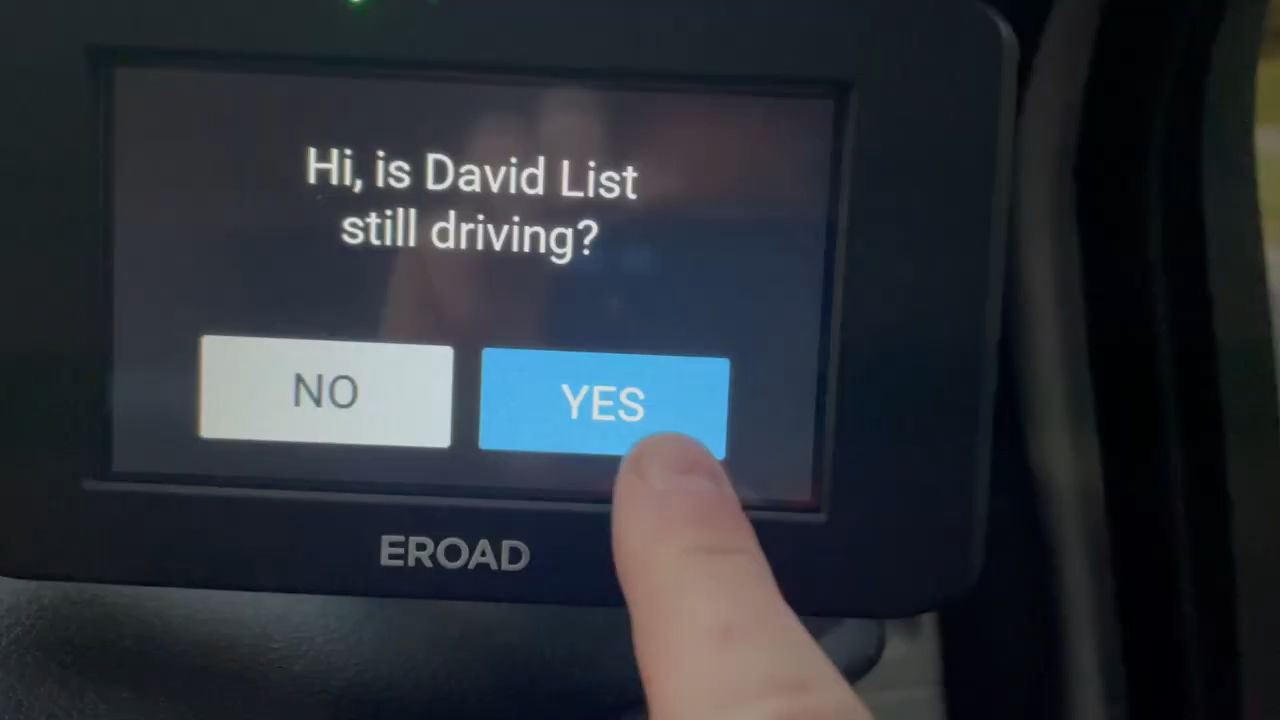 Hi, is David List
still driving?
NO
YES
EROAD